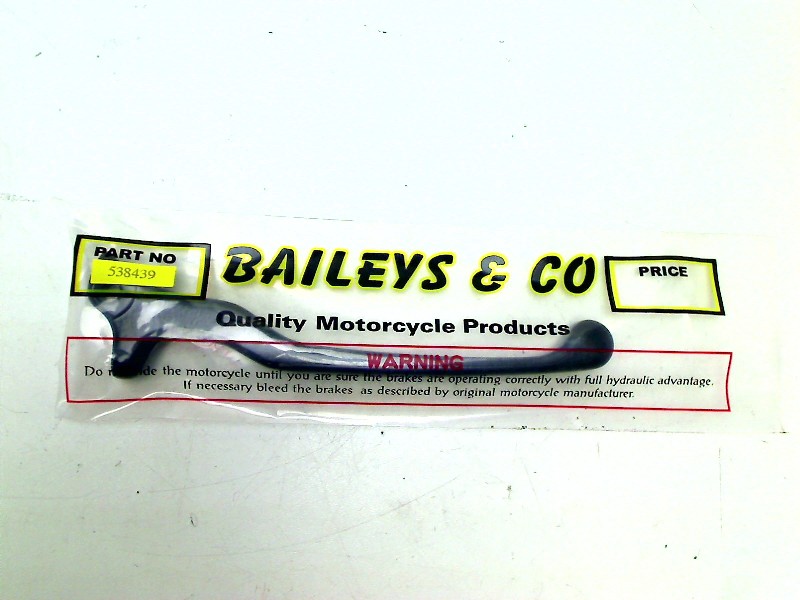 PART NO
538439
BAILEYS & CO
PRICE
Quality Motorcycle Products
WARNING
Do the motorcycle until you are sure the brakes are operating correctly with full hydraulic advantage.
If necessary bleed the brakes as described by original motorcycle manufacturer.